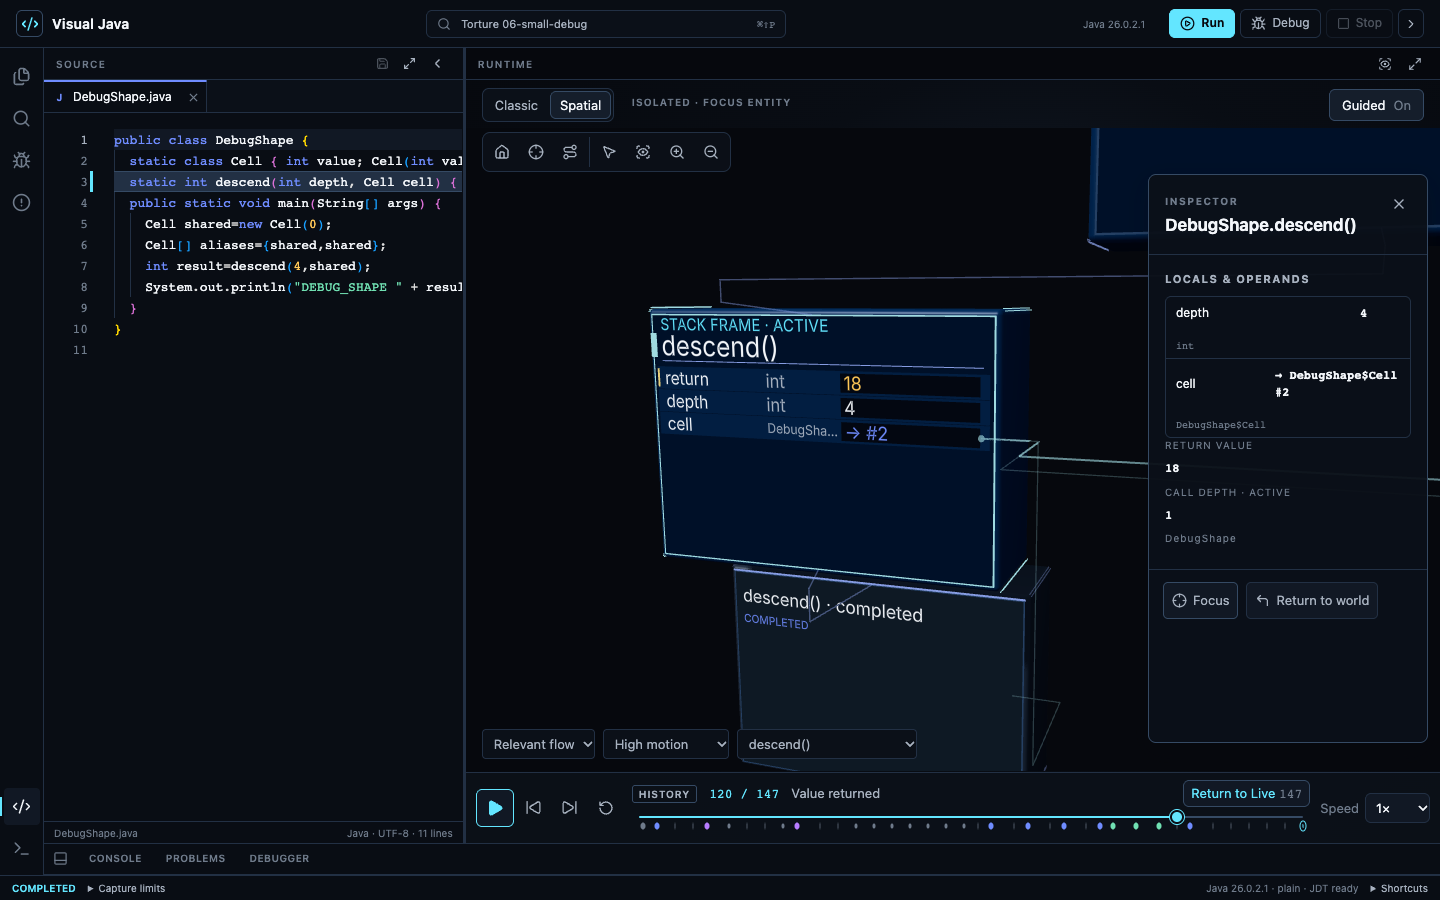 Visual Java
Torture 06-small-debug
⌘⇧P
Java 26.0.2.1
Run
Debug
Stop
SOURCE
J DebugShape.java
1 public class DebugShape {
2 static class Cell { int value; Cell(int val
3 static int descend(int depth, Cell cell) {
4 public static void main(String[] args) {
5 Cell shared=new Cell(0);
6 Cell[] aliases={shared,shared};
7 int result=descend(4,shared);
8 System.out.println("DEBUG_SHAPE " + resul
9 }
10 }
11
DebugShape.java
Java · UTF-8 · 11 lines
RUNTIME
Classic
Spatial
ISOLATED · FOCUS ENTITY
Guided On
STACK FRAME · ACTIVE
descend()
return int 18
depth int 4
cell DebugSha... → #2
descend() · completed
COMPLETED
INSPECTOR
DebugShape.descend()
LOCALS & OPERANDS
depth 4
int
cell → DebugShape$Cell
#2
DebugShape$Cell
RETURN VALUE
18
CALL DEPTH · ACTIVE
1
DebugShape
Focus
Return to world
Relevant flow
High motion
descend()
HISTORY
120 / 147
Value returned
Return to Live 147
Speed
1×
CONSOLE
PROBLEMS
DEBUGGER
COMPLETED
Capture limits
Java 26.0.2.1 · plain · JDT ready
Shortcuts